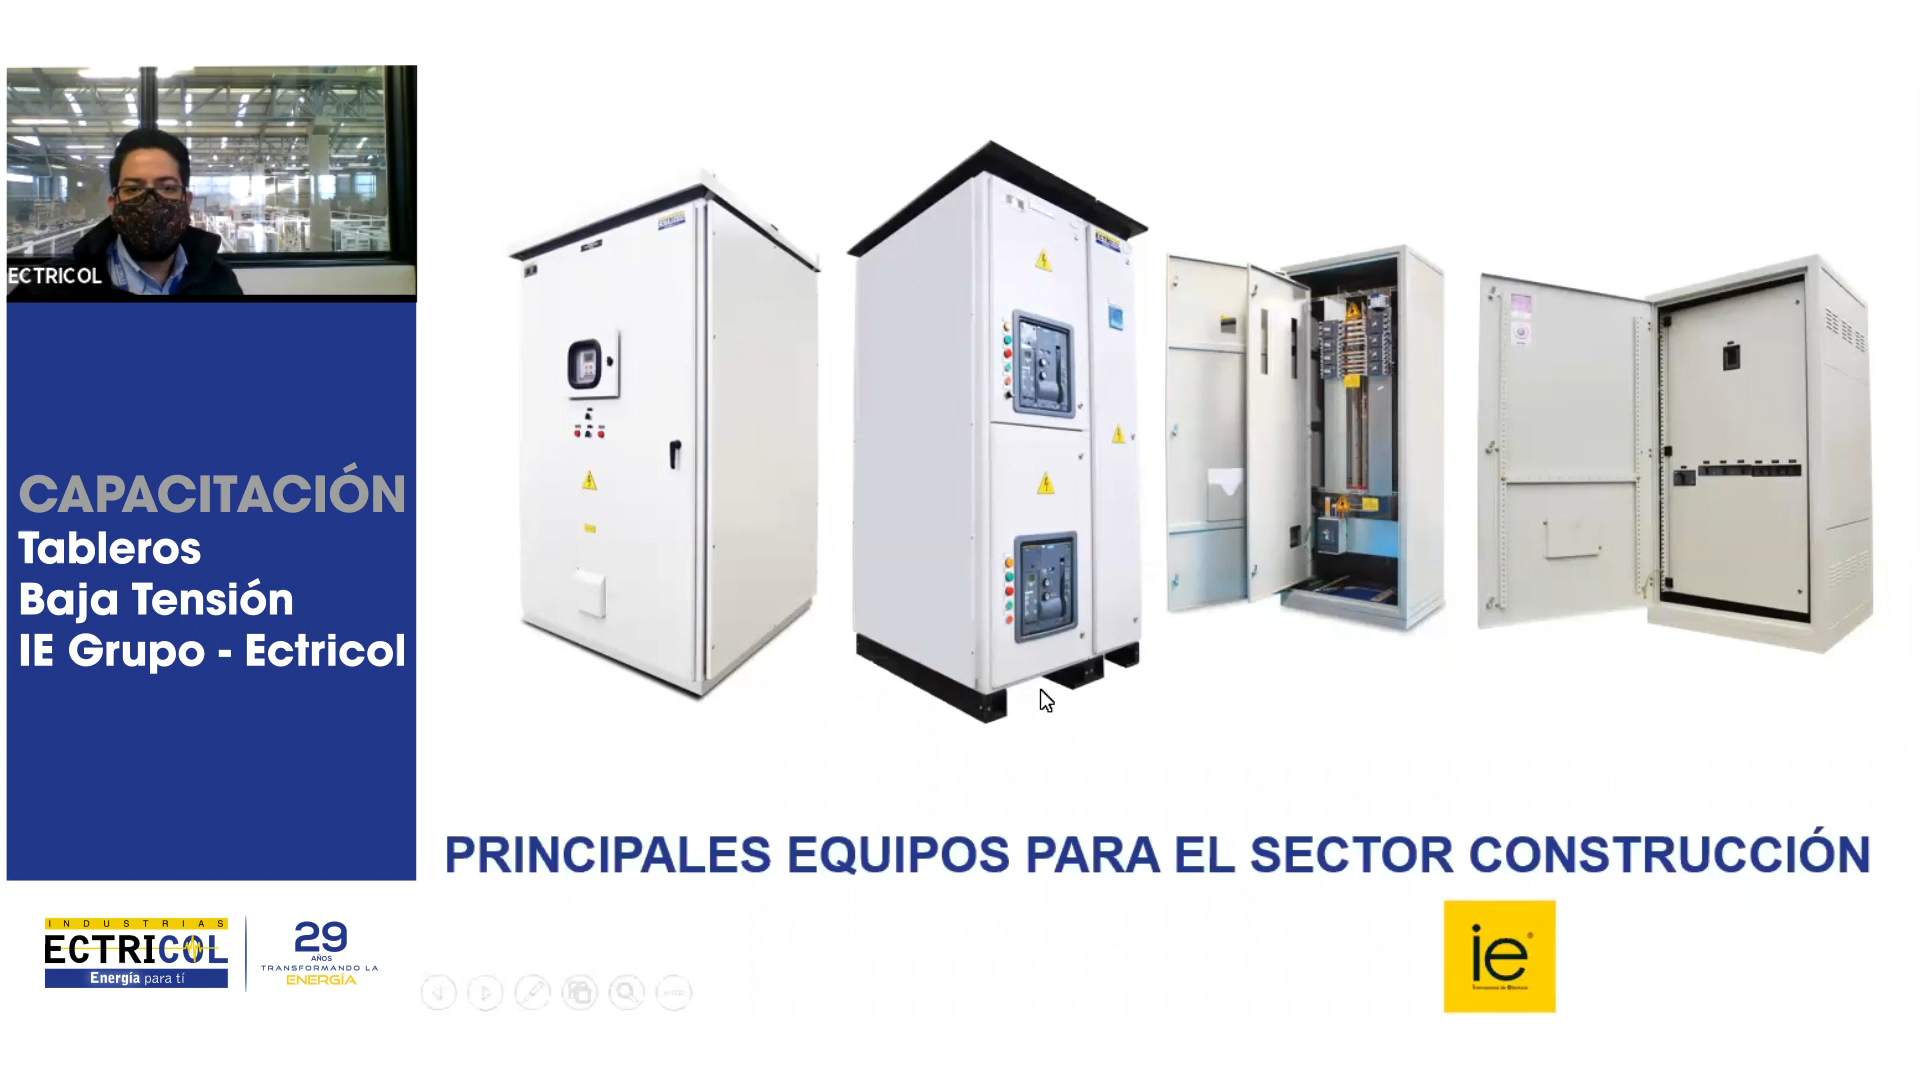 ECTRICOL
CAPACITACIÓN
Tableros
Baja Tensión
IE Grupo - Ectricol
PRINCIPALES EQUIPOS PARA EL SECTOR CONSTRUCCIÓN
INDUSTRIAS
ECTRICOL
Energía para tí
29
AÑOS
TRANSFORMANDO LA
ENERGÍA
ie®